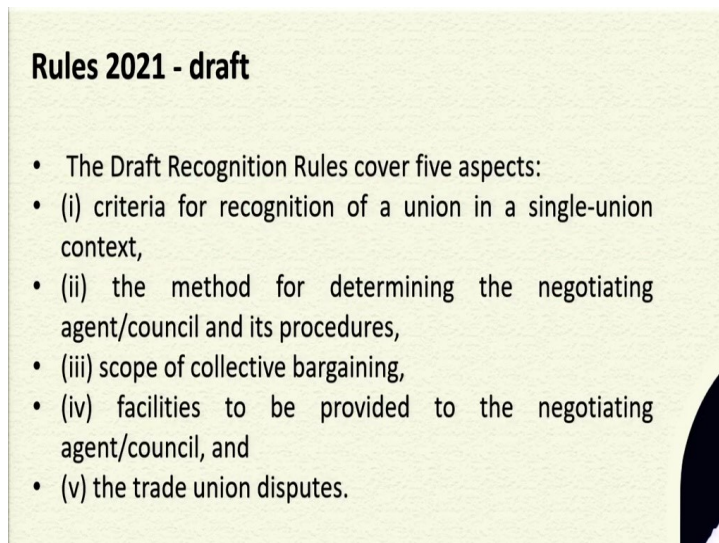 Rules 2021 - draft
• The Draft Recognition Rules cover five aspects:
• (i) criteria for recognition of a union in a single-union
context,
• (ii) the method for determining the negotiating
agent/council and its procedures,
• (iii) scope of collective bargaining,
• (iv) facilities to be provided to the negotiating
agent/council, and
• (v) the trade union disputes.